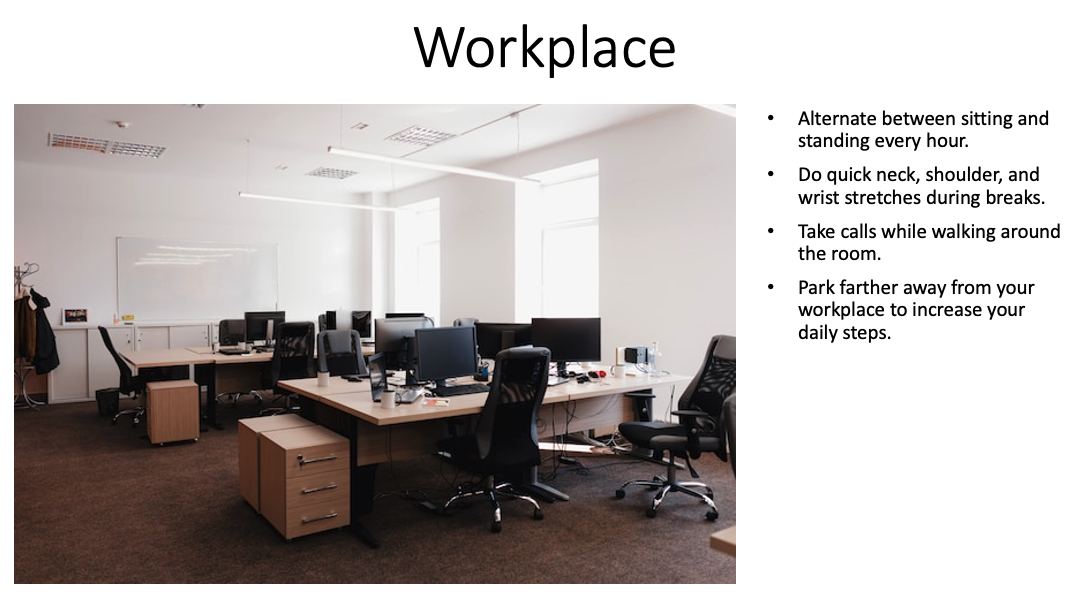 Workplace
• Alternate between sitting and
standing every hour.
• Do quick neck, shoulder, and
wrist stretches during breaks.
• Take calls while walking around
the room.
• Park farther away from your
workplace to increase your
daily steps.